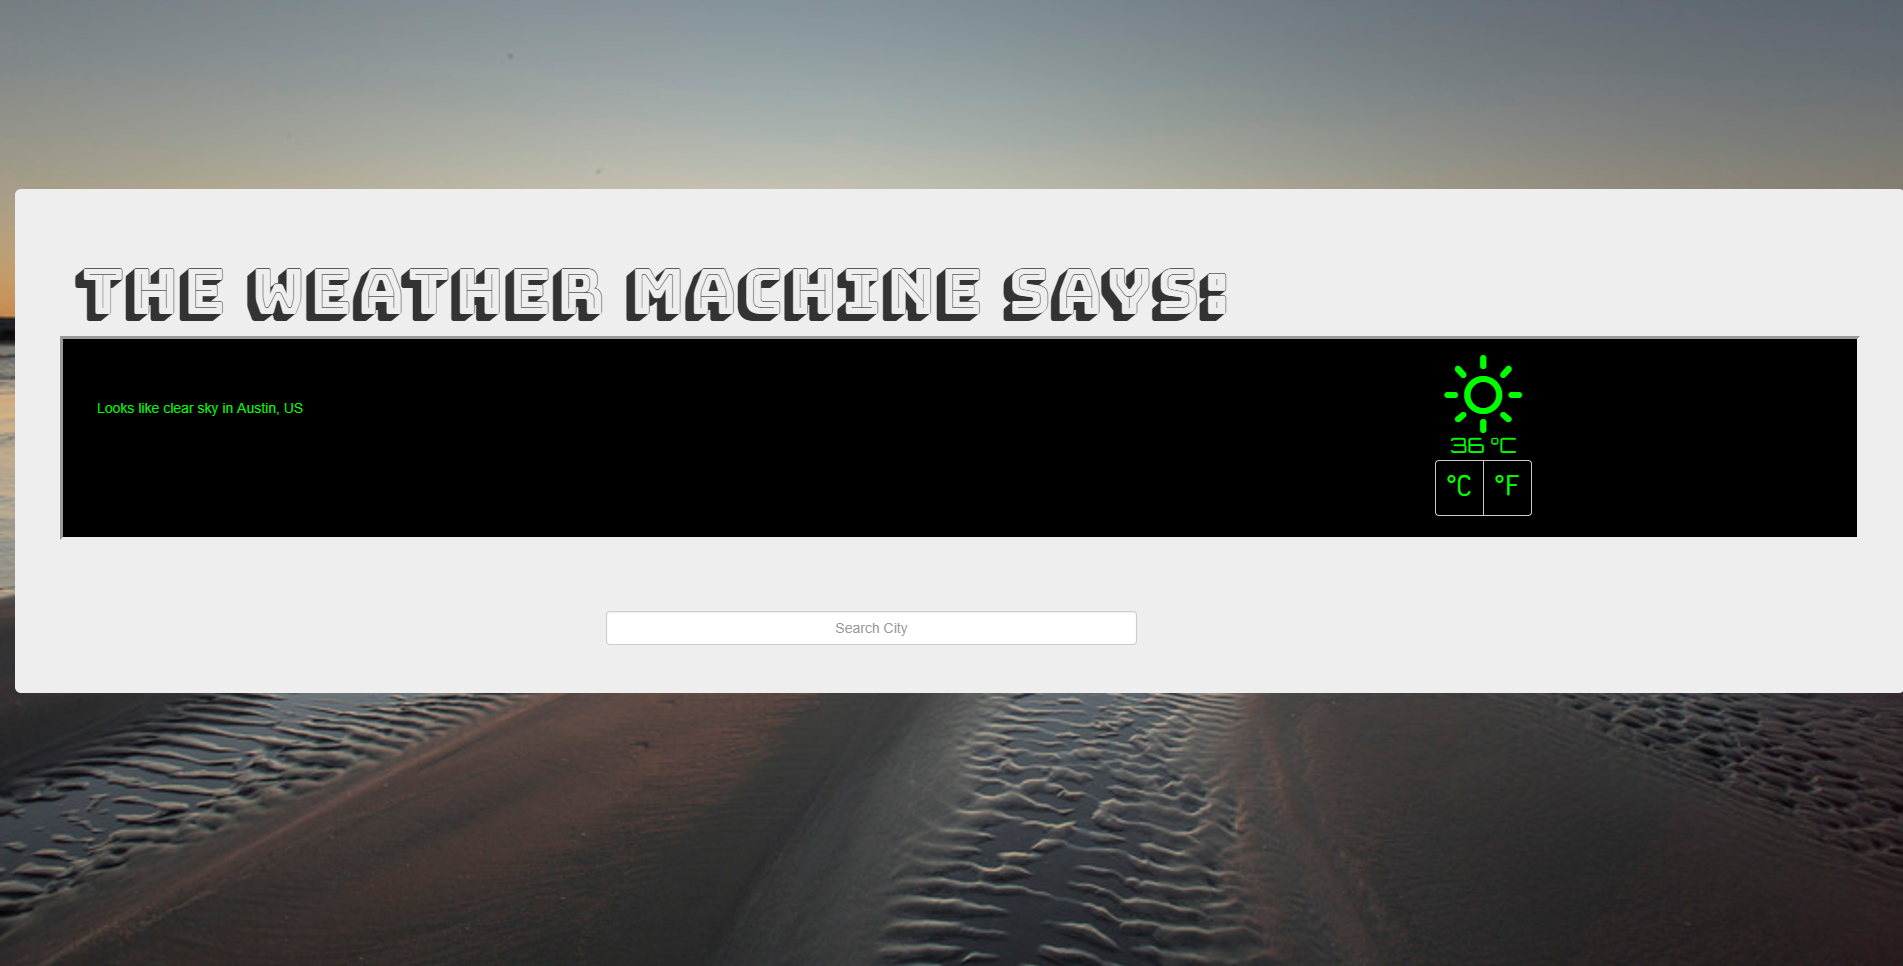 THE WEATHER MACHINE SAYS:
Looks like clear sky in Austin, US
36 °C
°C °F
Search City